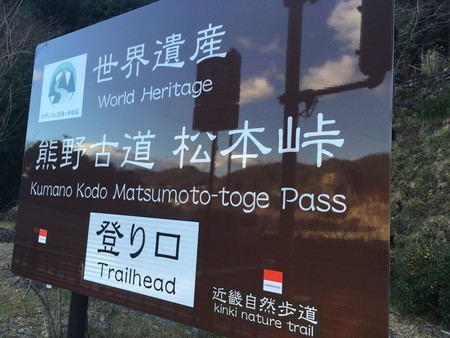 世界遺産
World Heritage
熊野古道 松本峠
Kumano Kodo Matsumoto-toge Pass
登り口
Trailhead
近畿自然歩道
kinki nature trail